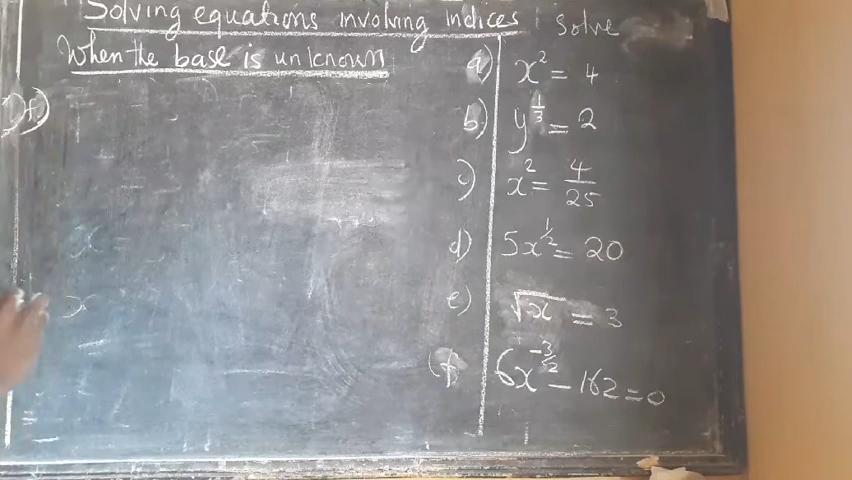 Solving equations involving indices
When the base is unknown
1) f)
x =
x
Solve
a) x² = 4
b) y^(1/3) = 2
c) x² = 4/25
d) 5x^(1/2) = 20
e) √x = 3
(f) 6x^(-3/2) - 162 = 0